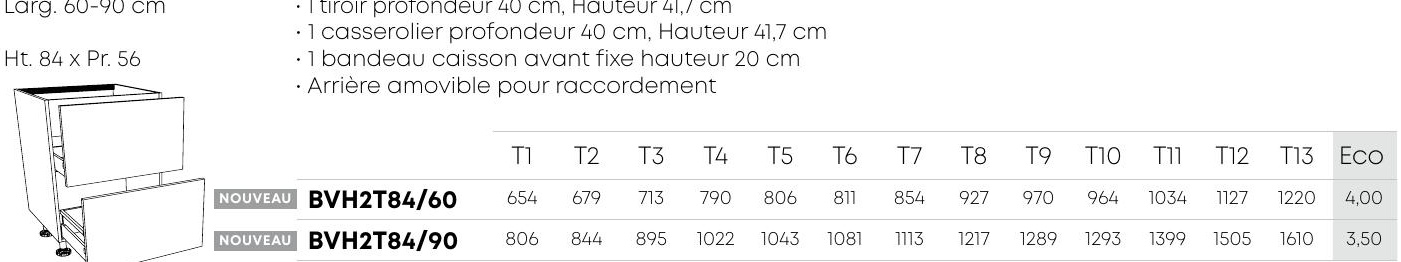 Larg. 60-90 cm
Ht. 84 x Pr. 56
• 1 tiroir profondeur 40 cm, Hauteur 41,7 cm
• 1 casserolier profondeur 40 cm, Hauteur 41,7 cm
• 1 bandeau caisson avant fixe hauteur 20 cm
• Arrière amovible pour raccordement
T1 T2 T3 T4 T5 T6 T7 T8 T9 T10 T11 T12 T13 Eco
NOUVEAU BVH2T84/60 654 679 713 790 806 811 854 927 970 964 1034 1127 1220 4,00
NOUVEAU BVH2T84/90 806 844 895 1022 1043 1081 1113 1217 1289 1293 1399 1505 1610 3,50